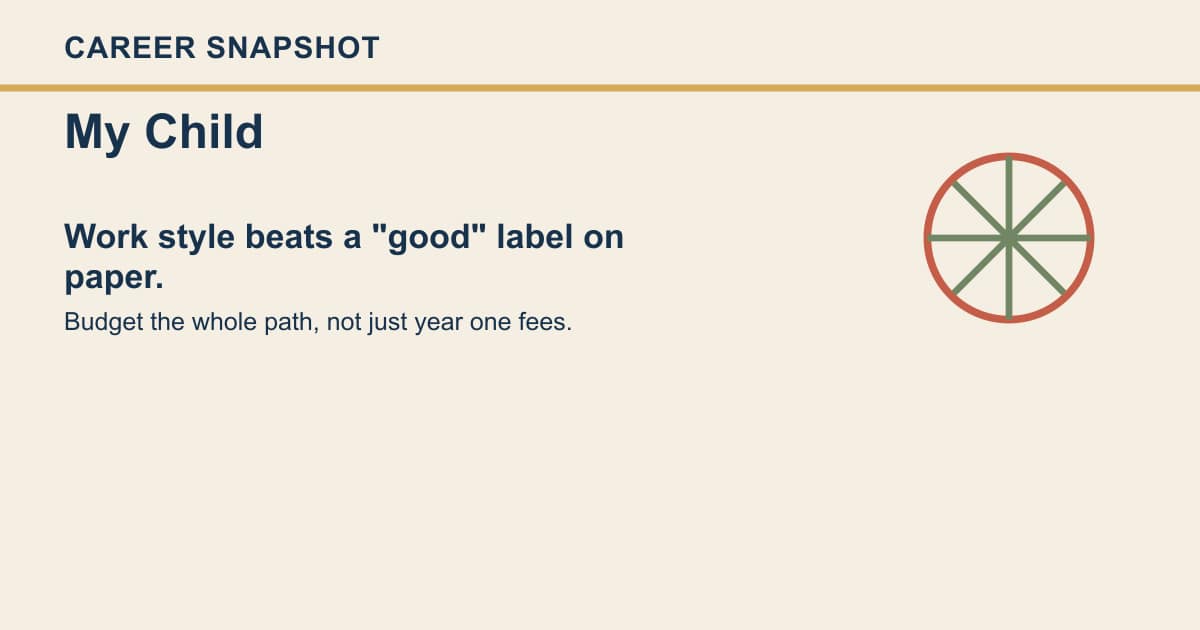 CAREER SNAPSHOT
My Child
Work style beats a "good" label on
paper.
Budget the whole path, not just year one fees.